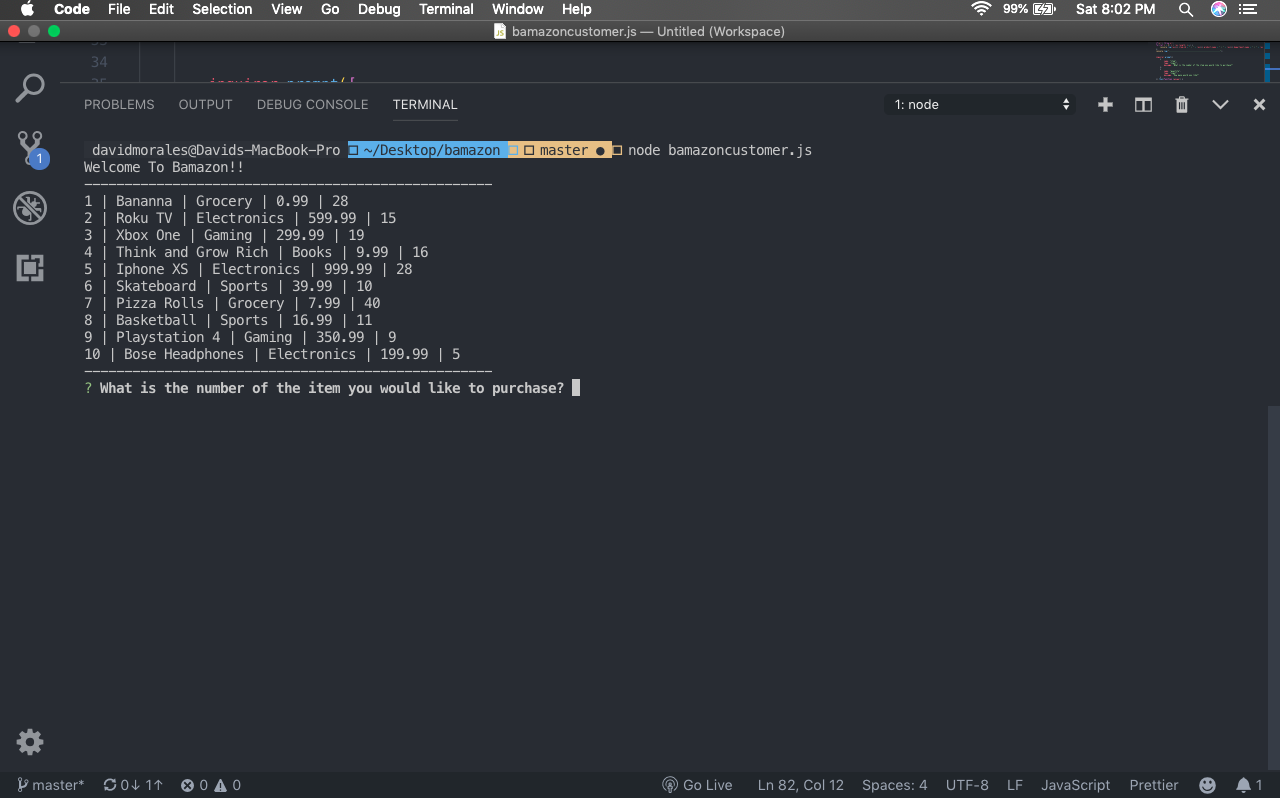 Code File Edit Selection View Go Debug Terminal Window Help 99% Sat 8:02 PM
JS bamazoncustomer.js — Untitled (Workspace)
34
PROBLEMS OUTPUT DEBUG CONSOLE TERMINAL 1: node
1
davidmorales@Davids-MacBook-Pro ~/Desktop/bamazon master ● node bamazoncustomer.js
Welcome To Bamazon!!
---------------------------------------------------
1 | Bananna | Grocery | 0.99 | 28
2 | Roku TV | Electronics | 599.99 | 15
3 | Xbox One | Gaming | 299.99 | 19
4 | Think and Grow Rich | Books | 9.99 | 16
5 | Iphone XS | Electronics | 999.99 | 28
6 | Skateboard | Sports | 39.99 | 10
7 | Pizza Rolls | Grocery | 7.99 | 40
8 | Basketball | Sports | 16.99 | 11
9 | Playstation 4 | Gaming | 350.99 | 9
10 | Bose Headphones | Electronics | 199.99 | 5
---------------------------------------------------
? What is the number of the item you would like to purchase?
master* 0↓ 1↑ 0 0 Go Live Ln 82, Col 12 Spaces: 4 UTF-8 LF JavaScript Prettier 1